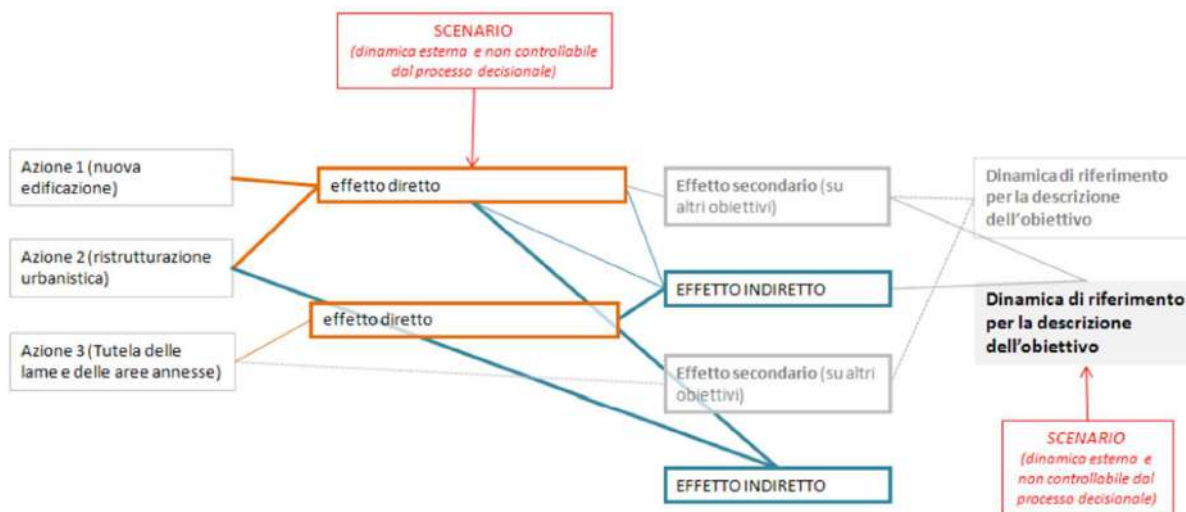 SCENARIO
(dinamica esterna e non controllabile
dal processo decisionale)
Azione 1 (nuova
edificazione)
effetto diretto
Effetto secondario (su
altri obiettivi)
Dinamica di riferimento
per la descrizione
dell'obiettivo
Azione 2 (ristrutturazione
urbanistica)
EFFETTO INDIRETTO
Dinamica di riferimento
per la descrizione
dell'obiettivo
effetto diretto
Azione 3 (Tutela delle
lame e delle aree annesse)
Effetto secondario (su altri
obiettivi)
EFFETTO INDIRETTO
SCENARIO
(dinamica esterna e
non controllabile dal
processo decisionale)